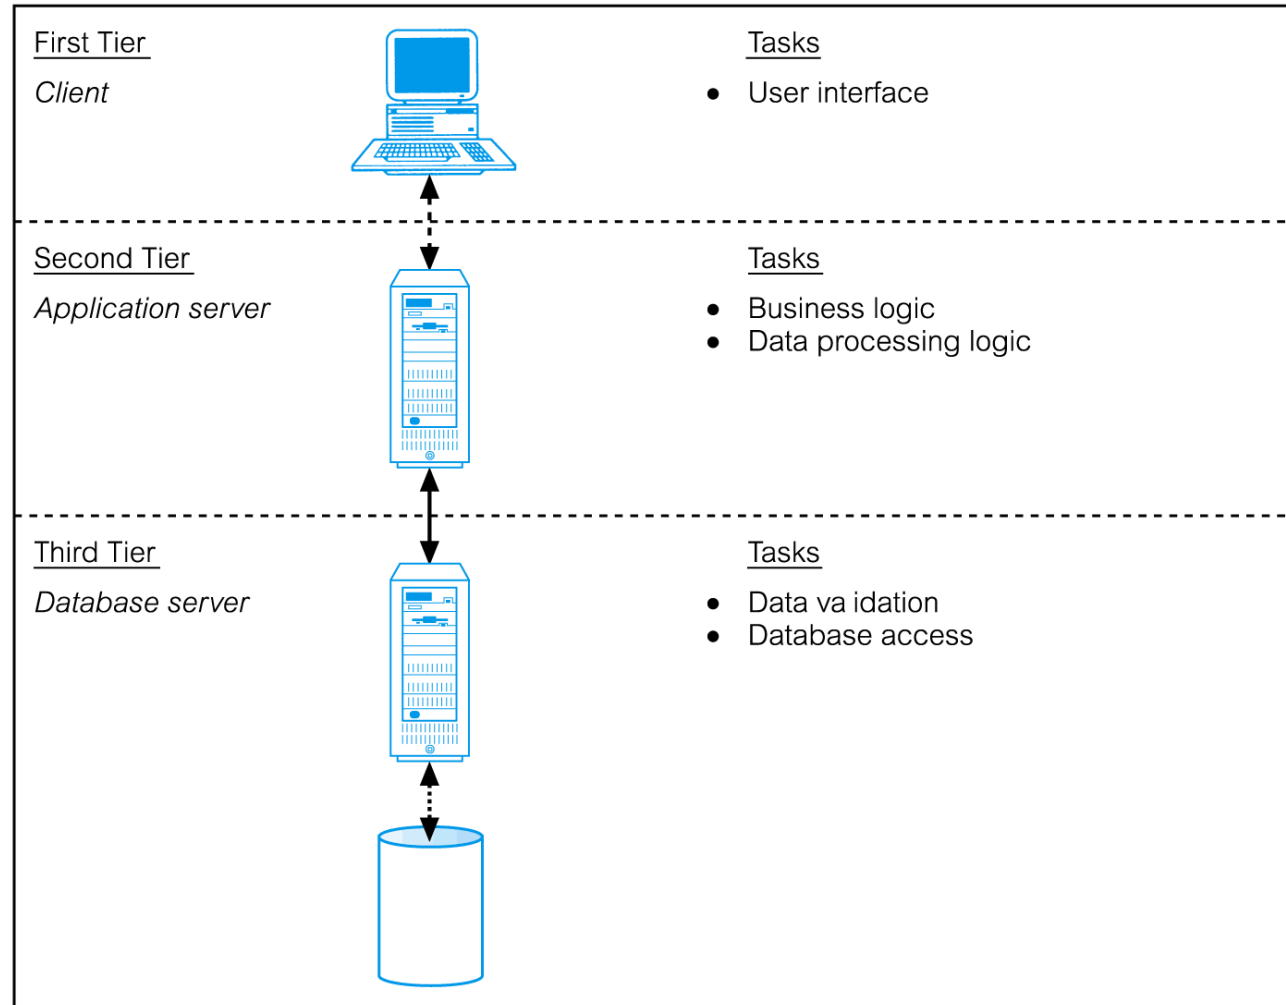 First Tier
Tasks
Client
● User interface
Second Tier
Tasks
Application server
● Business logic
● Data processing logic
Third Tier
Tasks
Database server
● Data va idation
● Database access